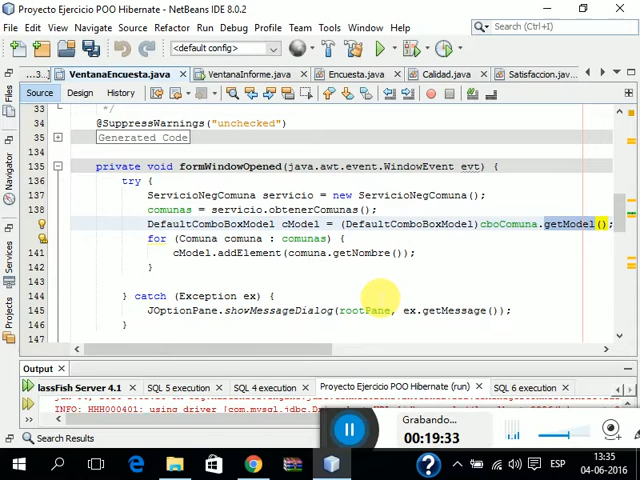 Proyecto Ejercicio POO Hibernate - NetBeans IDE 8.0.2
File Edit View Navigate Source Refactor Run Debug Profile Team Tools Window Help
Search (Ctrl+I)
<default config>
...3...] VentanaEncuesta.java VentanaInforme.java Encuesta.java Calidad.java Satisfaccion.java
Source Design History
Files
Navigator
Services
33 */
34 @SuppressWarnings("unchecked")
35 Generated Code
135 private void formWindowOpened(java.awt.event.WindowEvent evt) {
136 try {
137 ServicioNegComuna servicio = new ServicioNegComuna();
138 comunas = servicio.obtenerComunas();
DefaultComboBoxModel cModel = (DefaultComboBoxModel)cboComuna.getModel();
for (Comuna comuna : comunas) {
141 cModel.addElement(comuna.getNombre());
142 }
143
144 } catch (Exception ex) {
145 JOptionPane.showMessageDialog(rootPane, ex.getMessage());
146 }
147
Output
lassFish Server 4.1 SQL 5 execution SQL 4 execution Proyecto Ejercicio POO Hibernate (run) SQL 6 execution
INFO: HHH000401: using driver [com.mysql.jdbc.
Search Results
Grabando...
00:19:33
ESP
13:35
04-06-2016